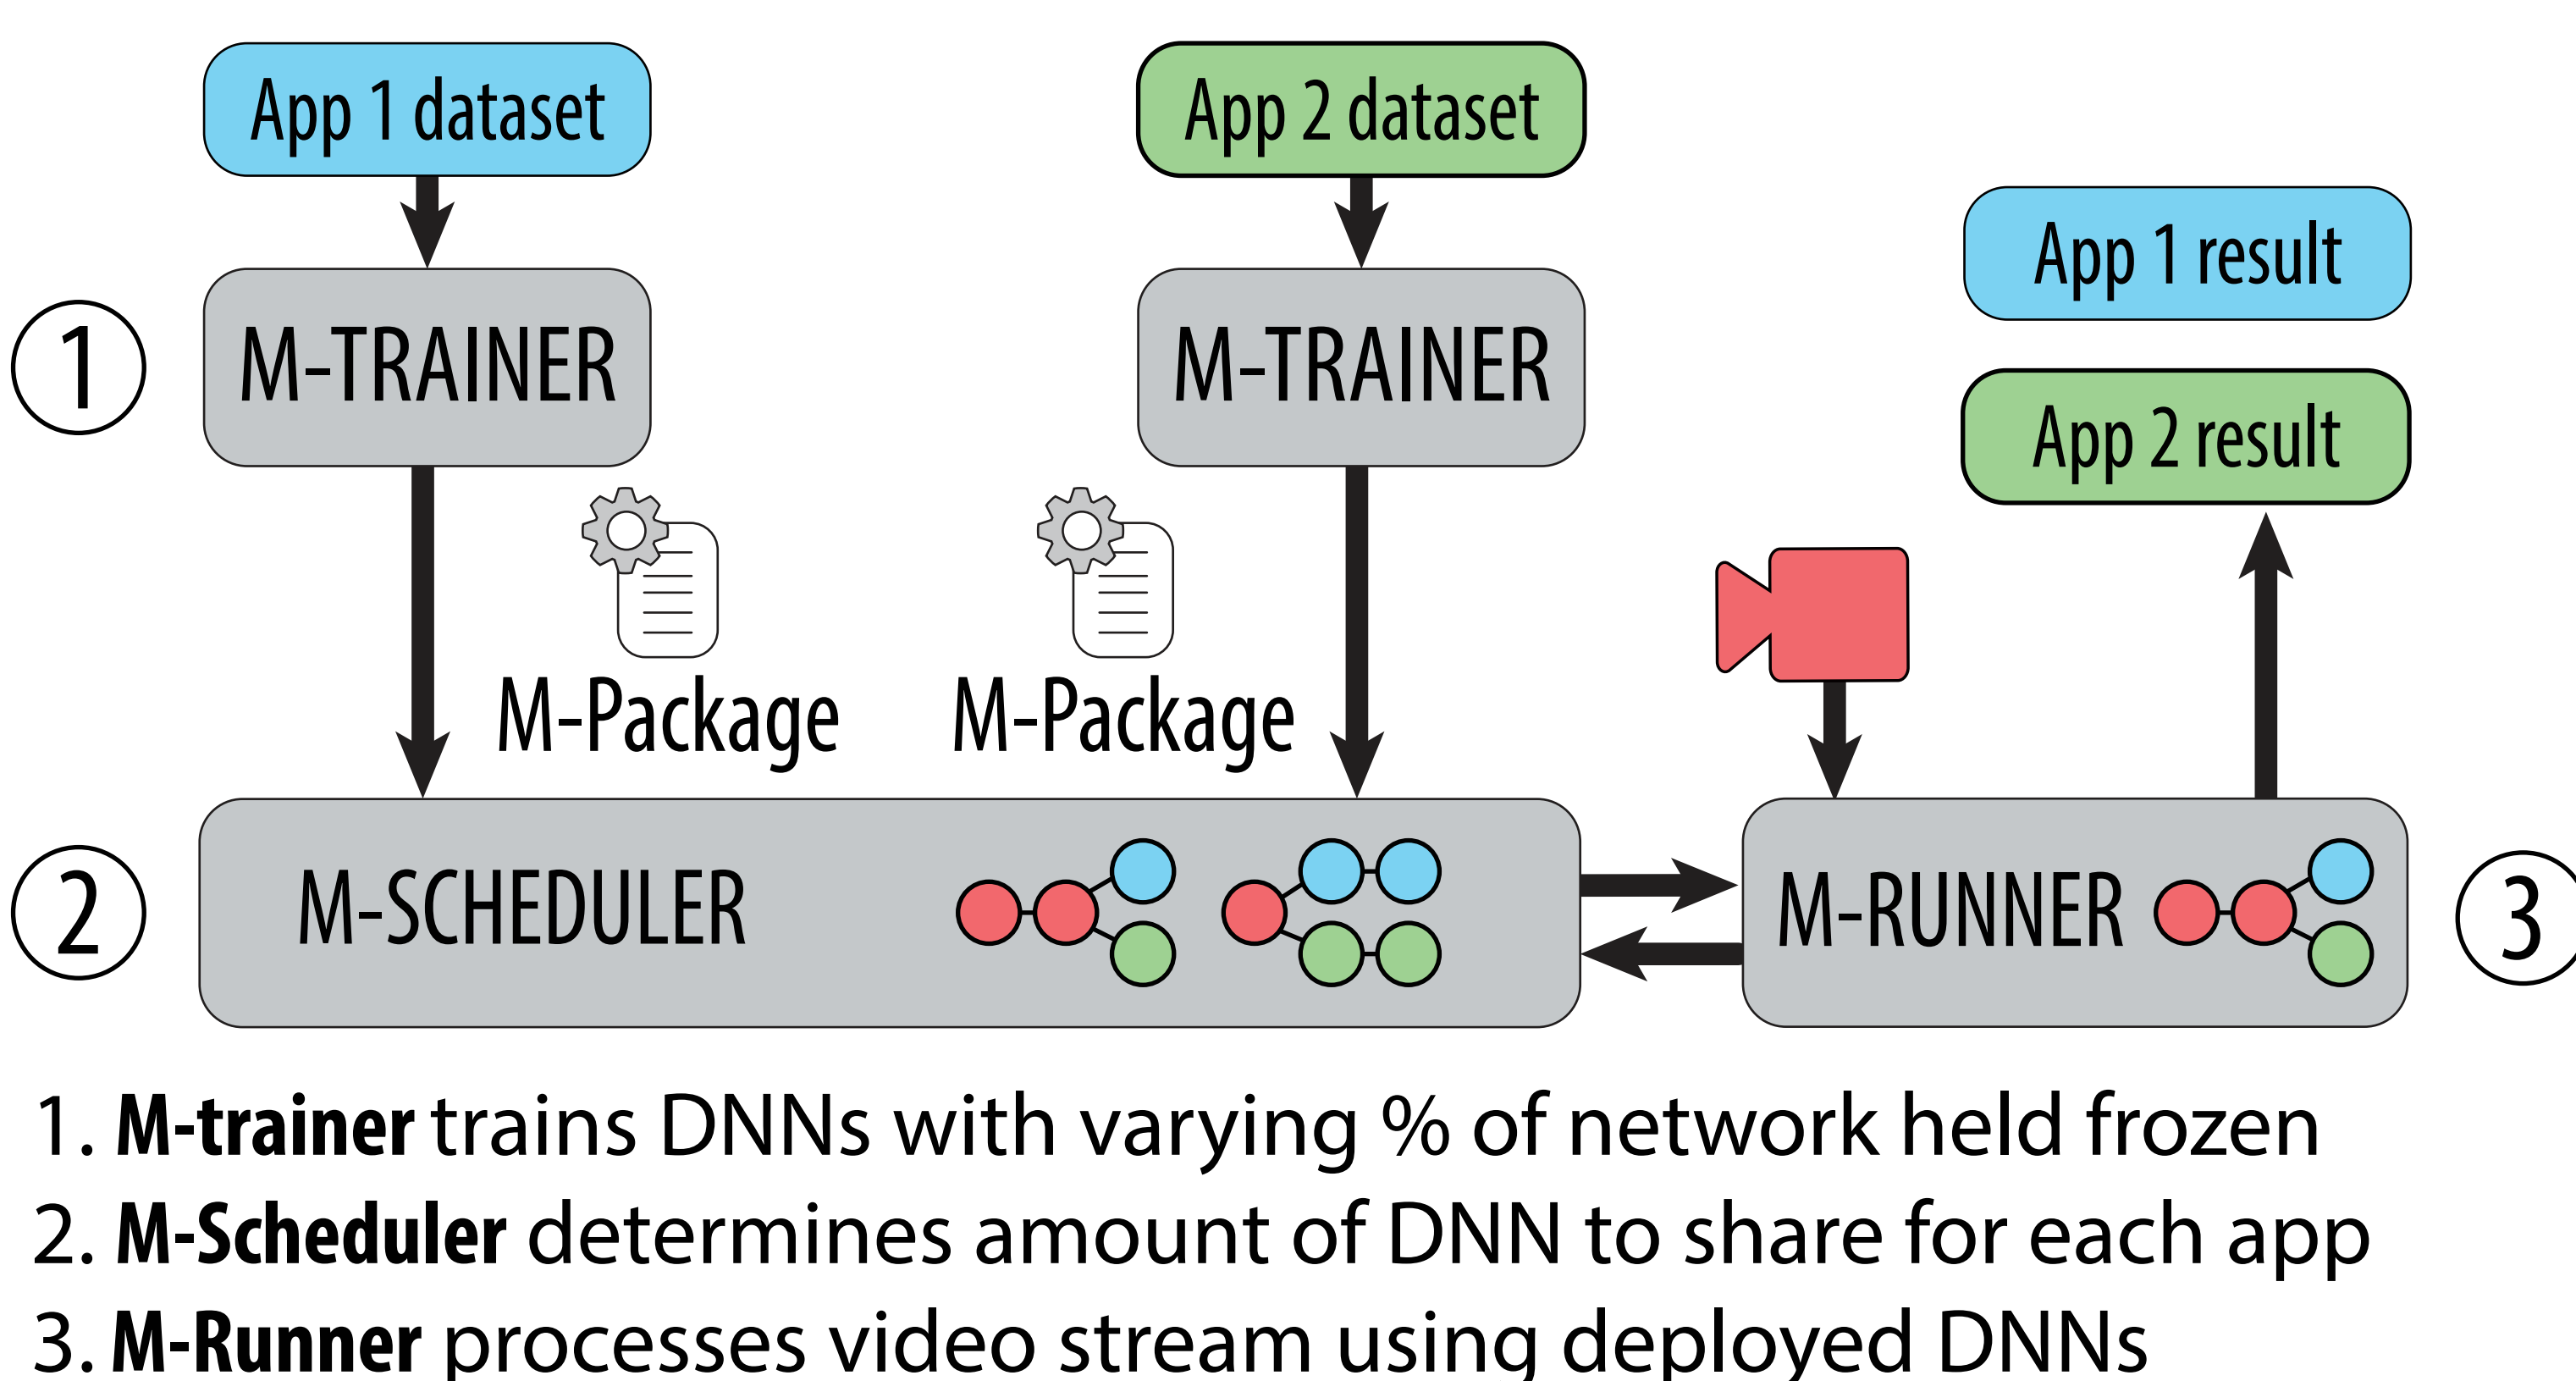 App 1 dataset
App 2 dataset
App 1 result
1
M-TRAINER
M-TRAINER
App 2 result
M-Package
M-Package
2
M-SCHEDULER
M-RUNNER
3
1. M-trainer trains DNNs with varying % of network held frozen
2. M-Scheduler determines amount of DNN to share for each app
3. M-Runner processes video stream using deployed DNNs